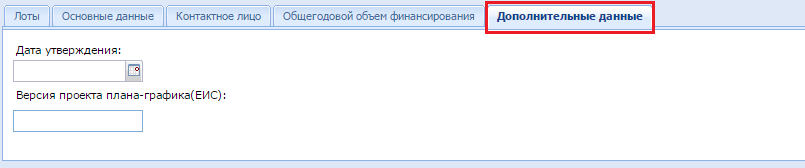 Лоты Основные данные Контактное лицо Общегодовой объем финансирования Дополнительные данные
Дата утверждения:
Версия проекта плана-графика(ЕИС):